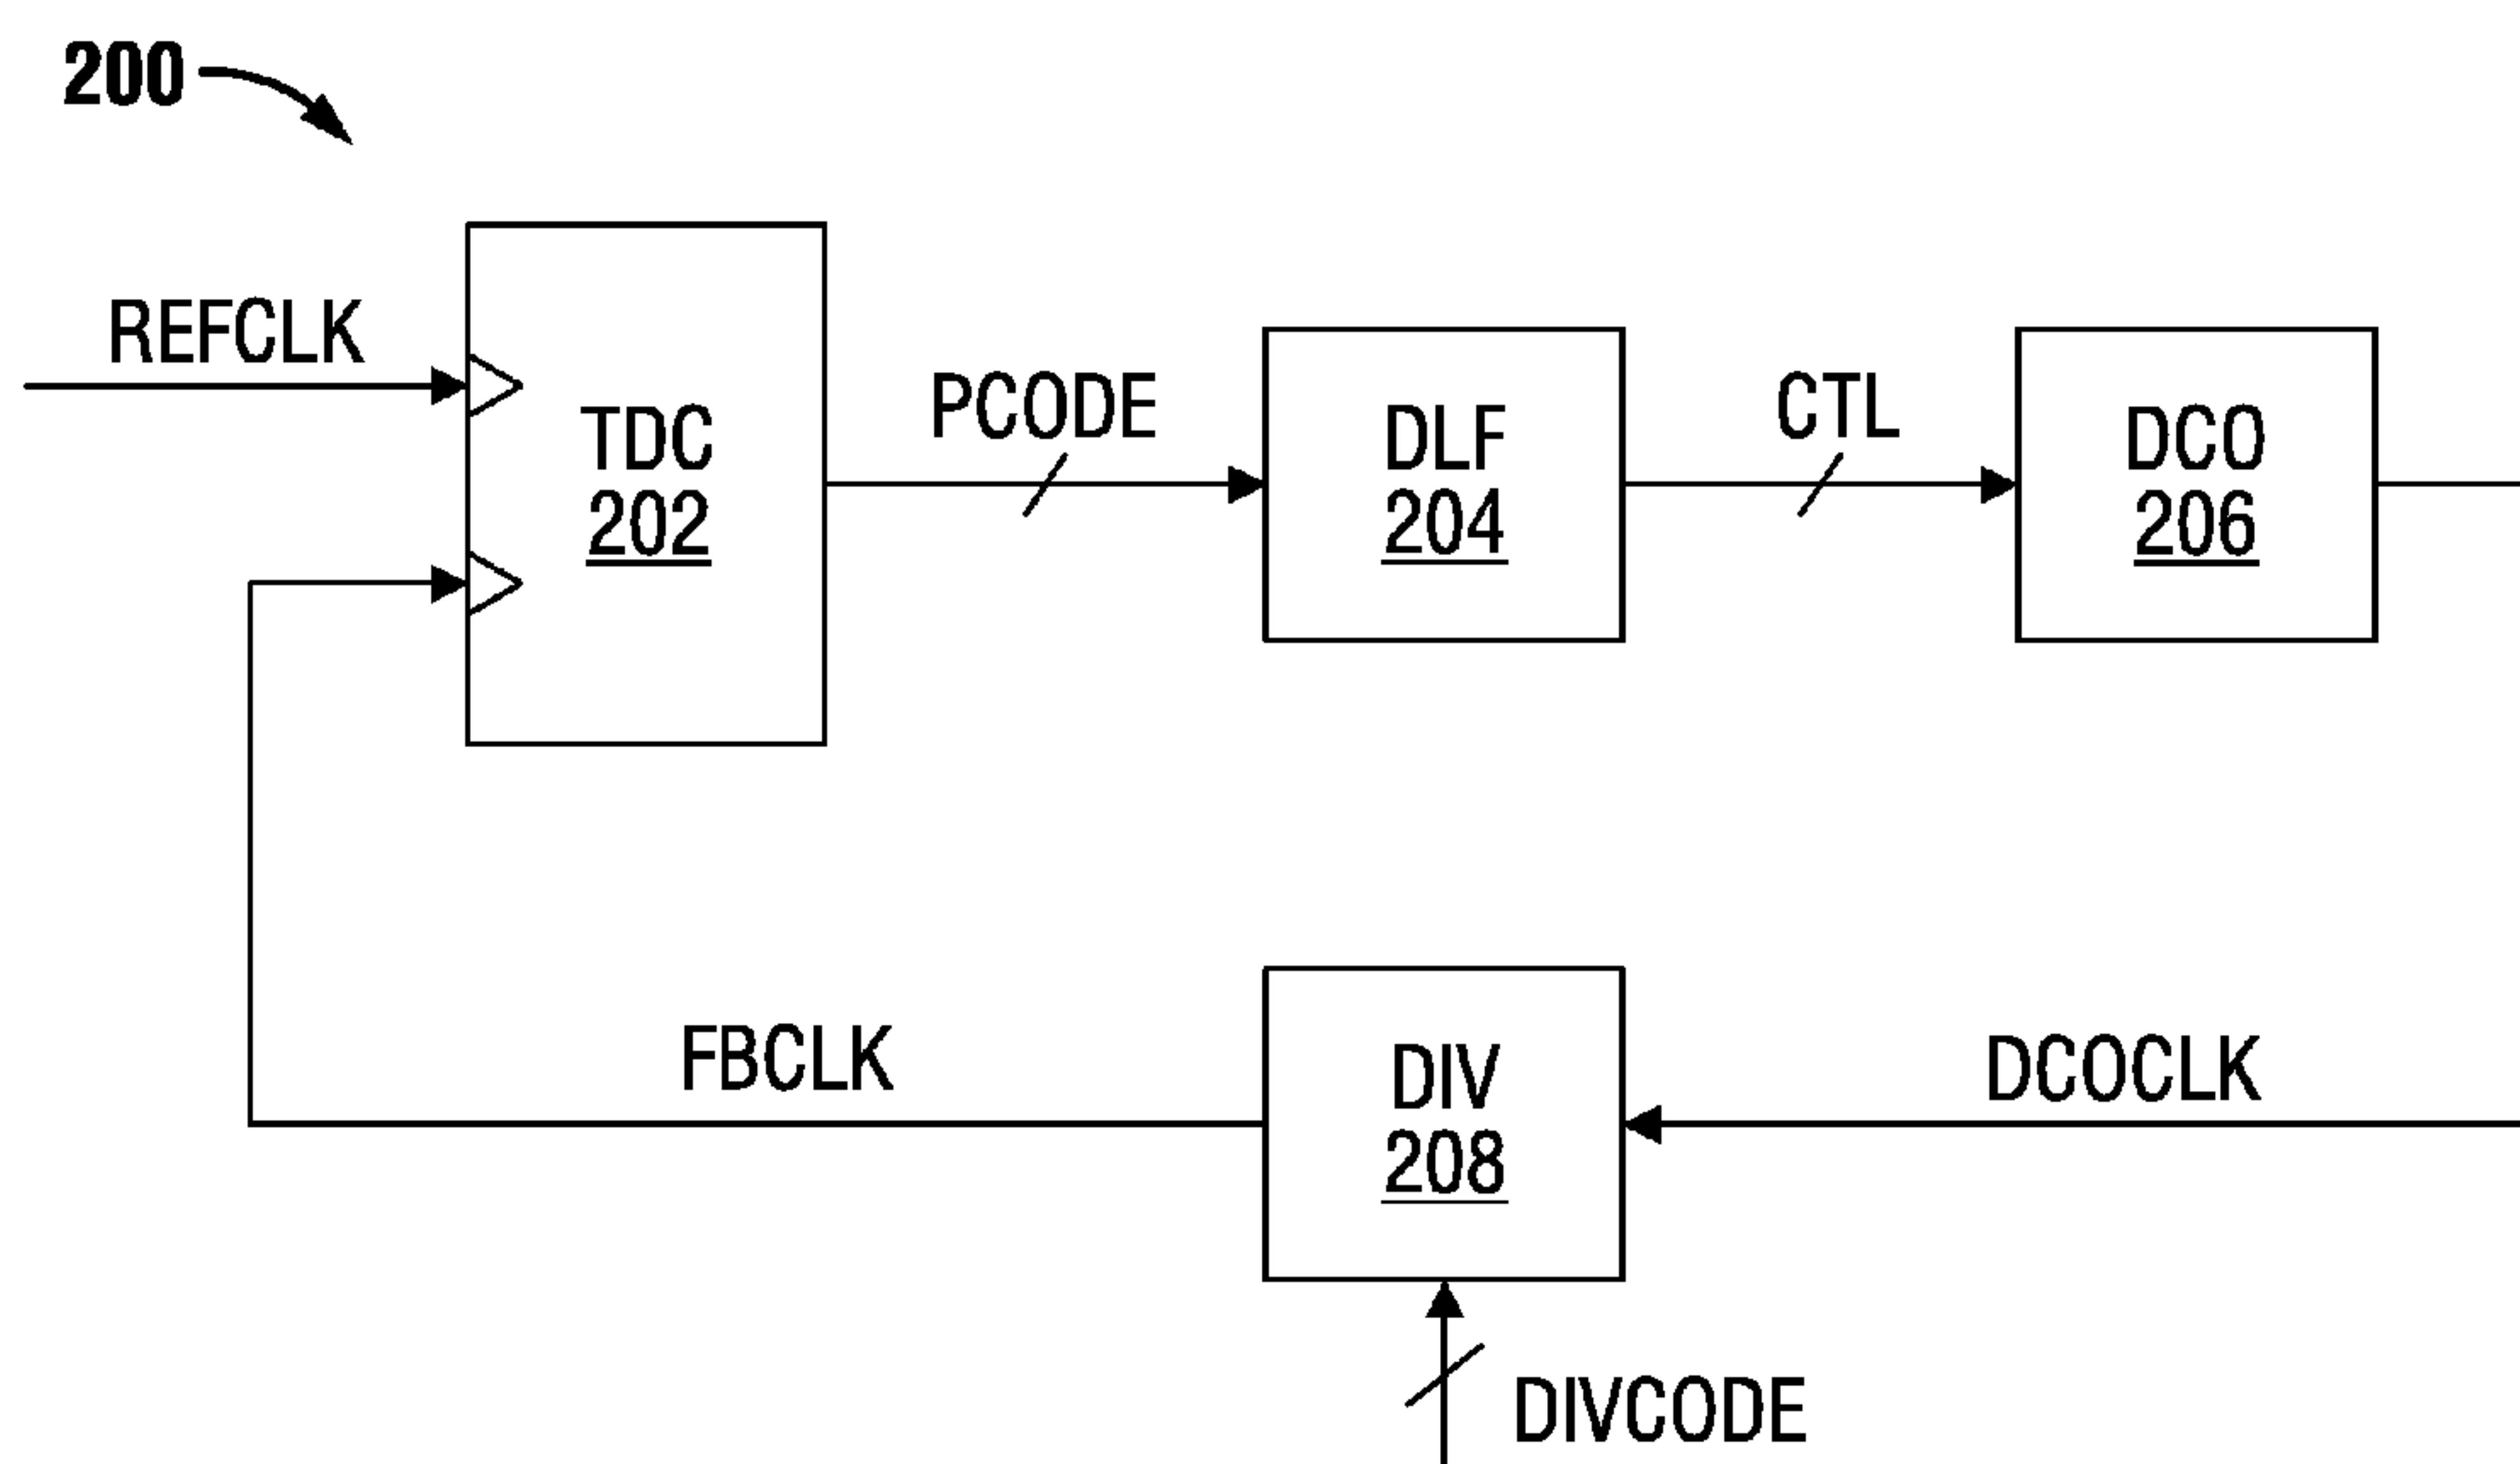 200
REFCLK
TDC
202
PCODE
DLF
204
CTL
DCO
206
FBCLK
DIV
208
DCOCLK
DIVCODE